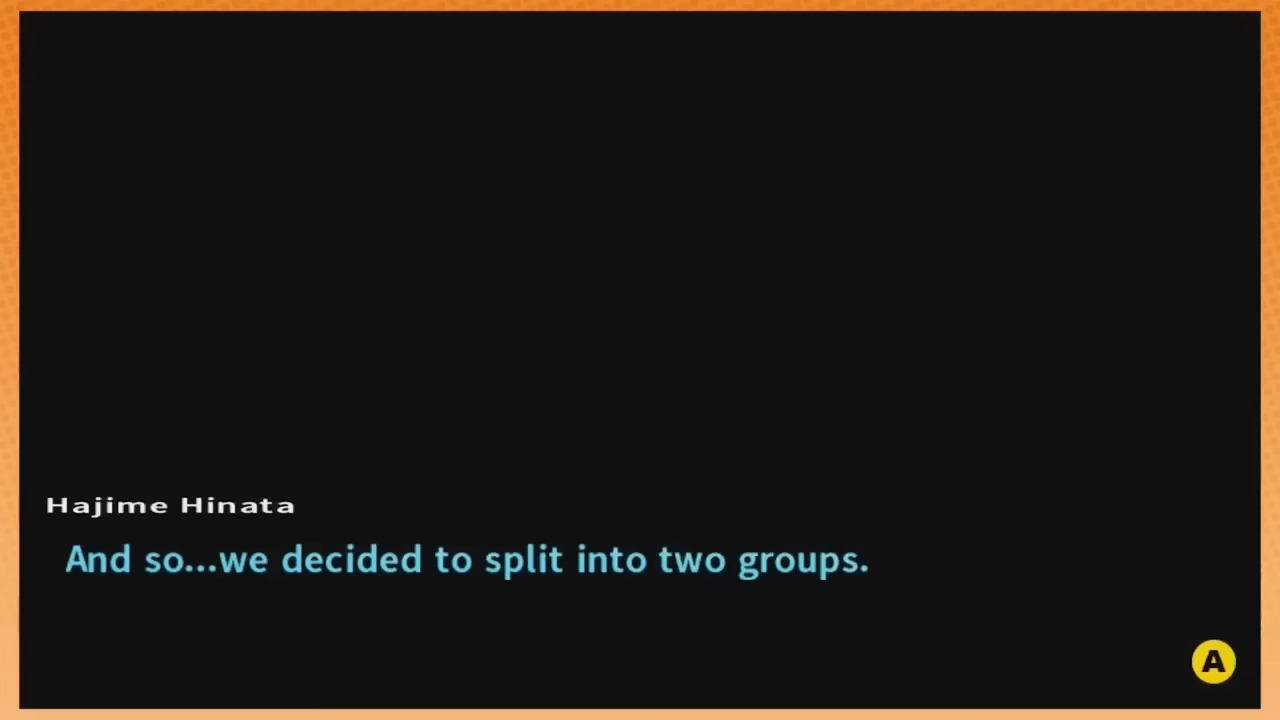 Hajime Hinata
And so...we decided to split into two groups.
A